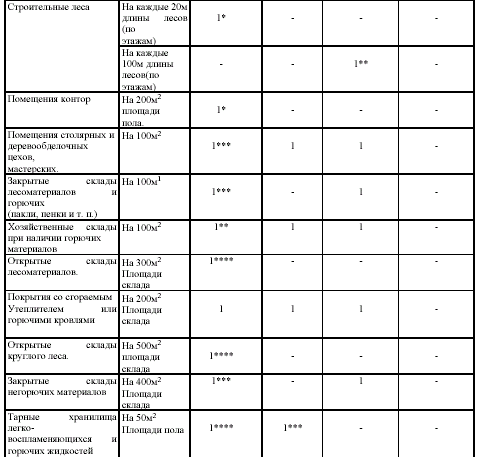 Строительные леса
На каждые 20м
длины лесов
(по
этажам)
1*
-
-
-
На каждые
100м длины
лесов(по
этажам)
-
-
1**
-
Помещения контор
На 200м2
площади
пола.
1*
-
-
-
Помещения столярных и
деревообделочных
цехов,
мастерских.
На 100м2
1***
1
1
-
Закрытые склады
лесоматериалов и
горючих
(пакли, пенки и т. п.)
На 100м1
1***
-
1
-
Хозяйственные склады
при наличии горючих
материалов
На 100м2
1**
1
1
-
Открытые склады
лесоматериалов.
На 300м2
Площади
склада
1****
-
-
-
Покрытия со сгораемым
Утеплителем или
горючими кровлями
На 200м2
Площади
склада
1
1
1
-
Открытые склады
круглого леса.
На 500м2
площади
склада
1****
-
-
-
Закрытые склады
негорючих материалов
На 400м2
Площади
склада
1***
-
1
-
Тарные хранилища
легко-
воспламеняющихся и
горючих жидкостей
На 50м2
Площади пола
1****
1***
-
-